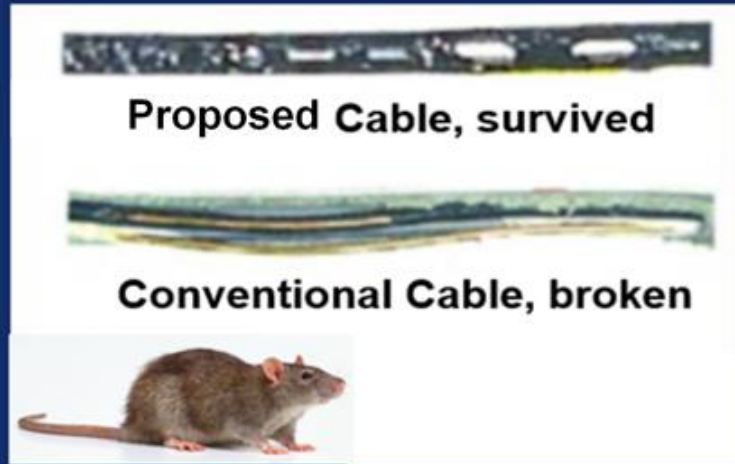 Proposed Cable, survived
Conventional Cable, broken